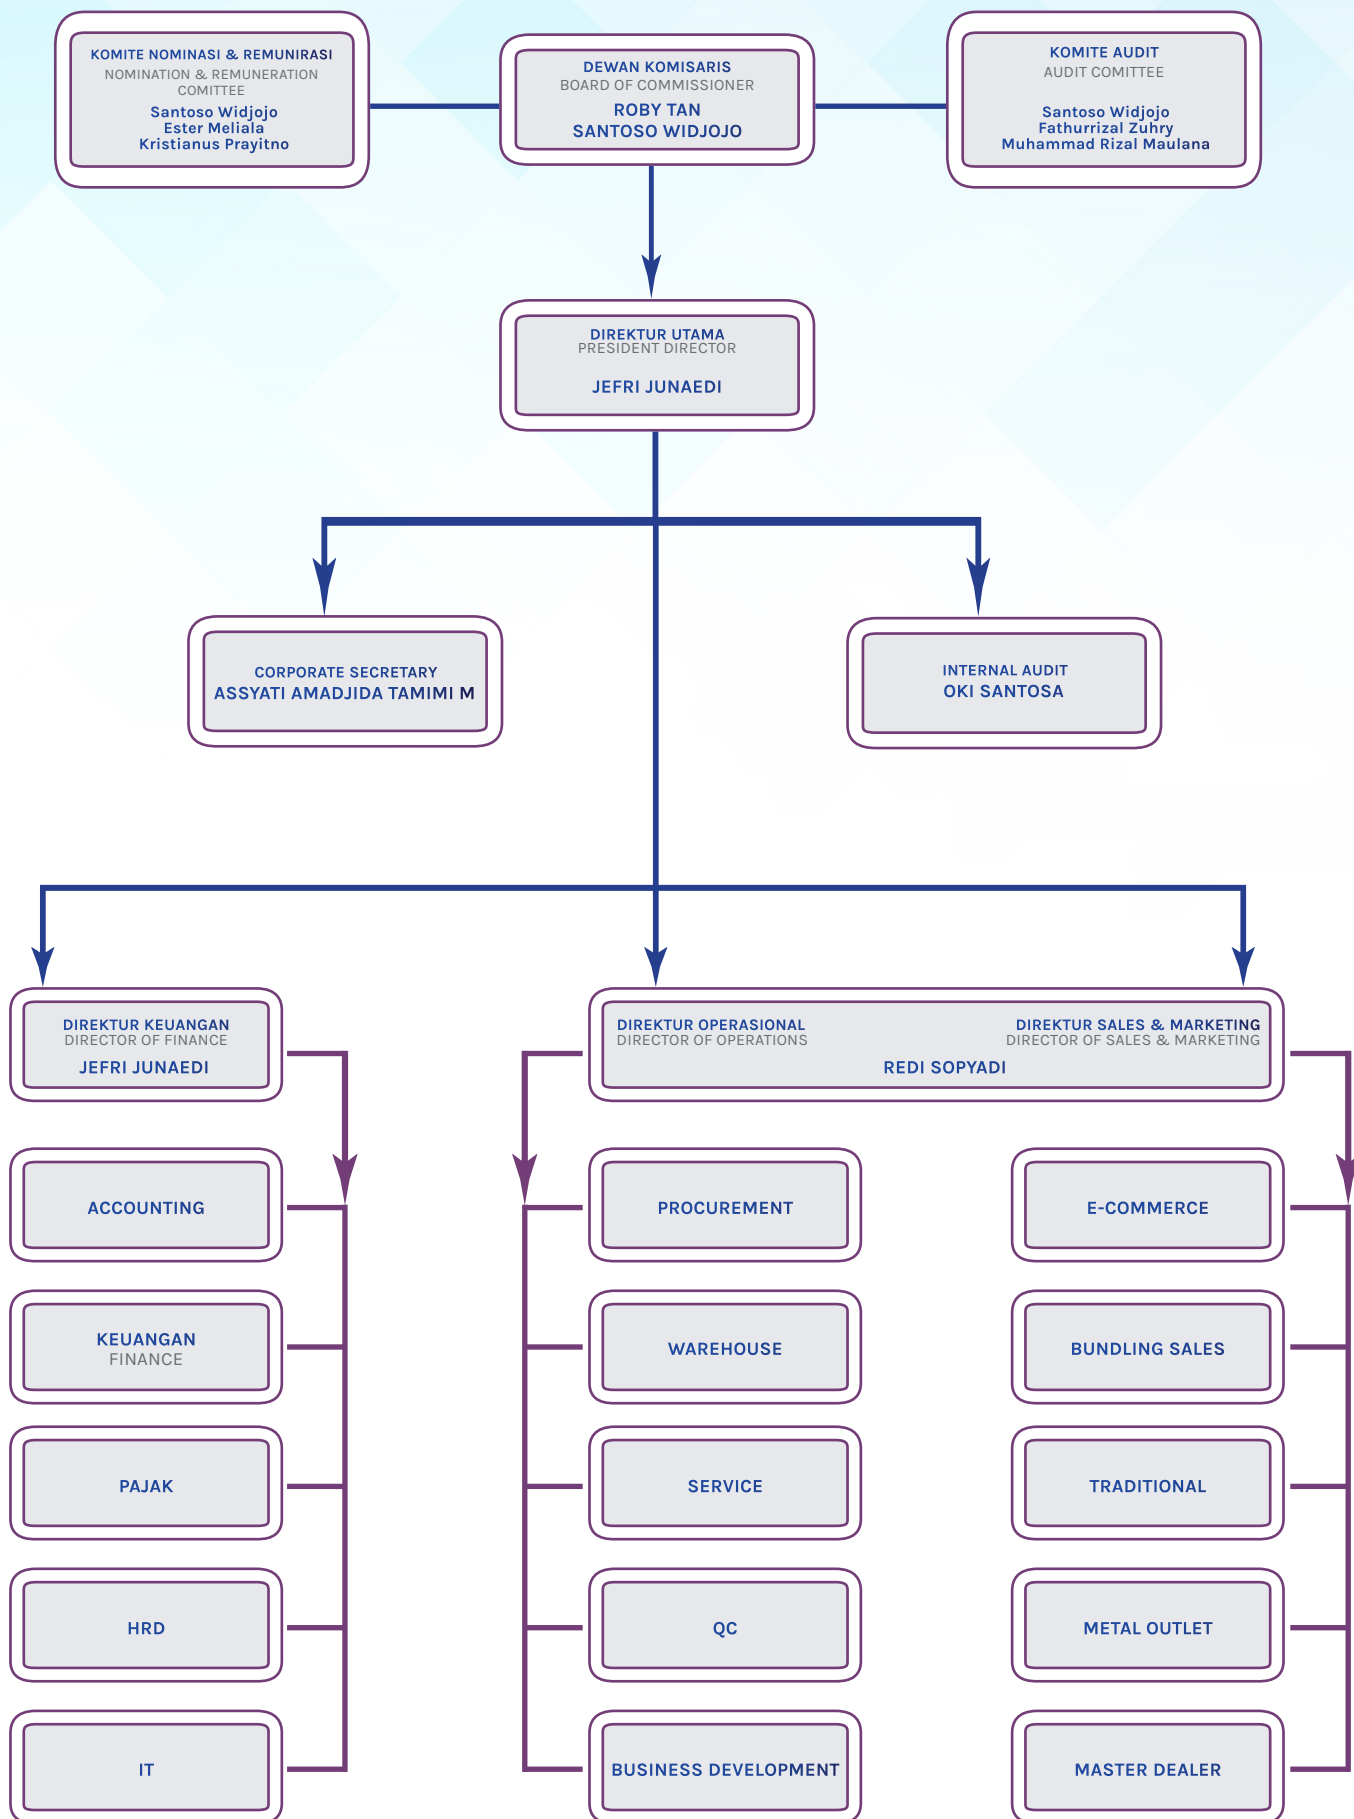 KOMITE NOMINASI & REMUNIRASI
NOMINATION & REMUNERATION
COMITTEE
Santoso Widjojo
Ester Meliala
Kristianus Prayitno
DEWAN KOMISARIS
BOARD OF COMMISSIONER
ROBY TAN
SANTOSO WIDJOJO
KOMITE AUDIT
AUDIT COMITTEE
Santoso Widjojo
Fathurrizal Zuhry
Muhammad Rizal Maulana
DIREKTUR UTAMA
PRESIDENT DIRECTOR
JEFRI JUNAEDI
CORPORATE SECRETARY
ASSYATI AMADJIDA TAMIMI M
INTERNAL AUDIT
OKI SANTOSA
DIREKTUR KEUANGAN
DIRECTOR OF FINANCE
JEFRI JUNAEDI
DIREKTUR OPERASIONAL
DIRECTOR OF OPERATIONS
DIREKTUR SALES & MARKETING
DIRECTOR OF SALES & MARKETING
REDI SOPYADI
ACCOUNTING
KEUANGAN
FINANCE
PAJAK
HRD
IT
PROCUREMENT
WAREHOUSE
SERVICE
QC
BUSINESS DEVELOPMENT
E-COMMERCE
BUNDLING SALES
TRADITIONAL
METAL OUTLET
MASTER DEALER